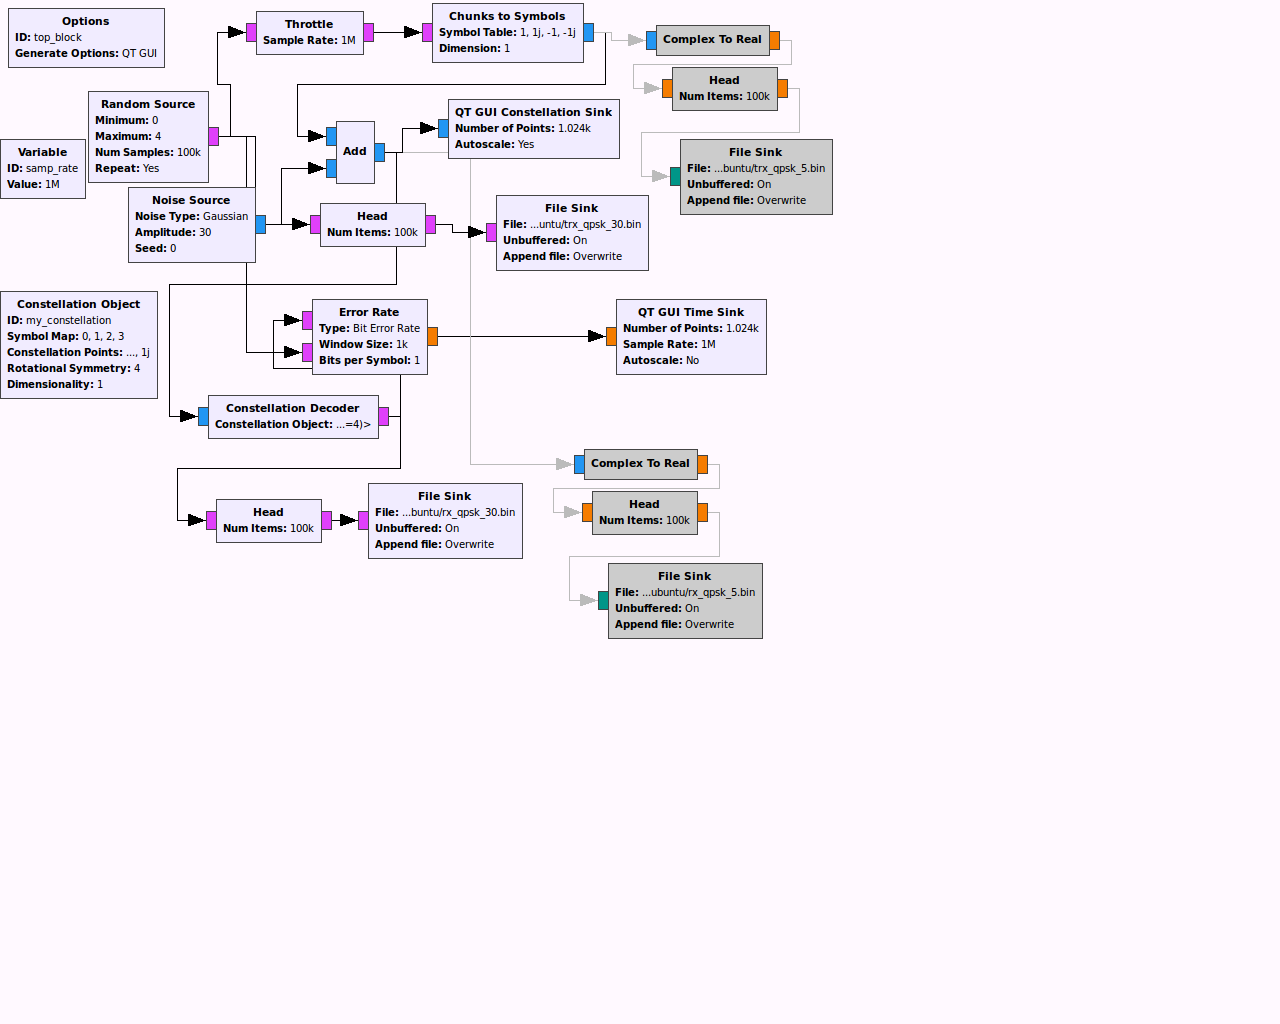 Options
ID: top_block
Generate Options: QT GUI
Throttle
Sample Rate: 1M
Chunks to Symbols
Symbol Table: 1, 1j, -1, -1j
Dimension: 1
Complex To Real
Head
Num Items: 100k
File Sink
File: ...buntu/trx_qpsk_5.bin
Unbuffered: On
Append file: Overwrite
Random Source
Minimum: 0
Maximum: 4
Num Samples: 100k
Repeat: Yes
Variable
ID: samp_rate
Value: 1M
Add
QT GUI Constellation Sink
Number of Points: 1.024k
Autoscale: Yes
Noise Source
Noise Type: Gaussian
Amplitude: 30
Seed: 0
Head
Num Items: 100k
File Sink
File: ...untu/trx_qpsk_30.bin
Unbuffered: On
Append file: Overwrite
Constellation Object
ID: my_constellation
Symbol Map: 0, 1, 2, 3
Constellation Points: ..., 1j
Rotational Symmetry: 4
Dimensionality: 1
Error Rate
Type: Bit Error Rate
Window Size: 1k
Bits per Symbol: 1
QT GUI Time Sink
Number of Points: 1.024k
Sample Rate: 1M
Autoscale: No
Constellation Decoder
Constellation Object: ...=4)>
Complex To Real
Head
Num Items: 100k
File Sink
File: ...ubuntu/rx_qpsk_5.bin
Unbuffered: On
Append file: Overwrite
Head
Num Items: 100k
File Sink
File: ...buntu/rx_qpsk_30.bin
Unbuffered: On
Append file: Overwrite